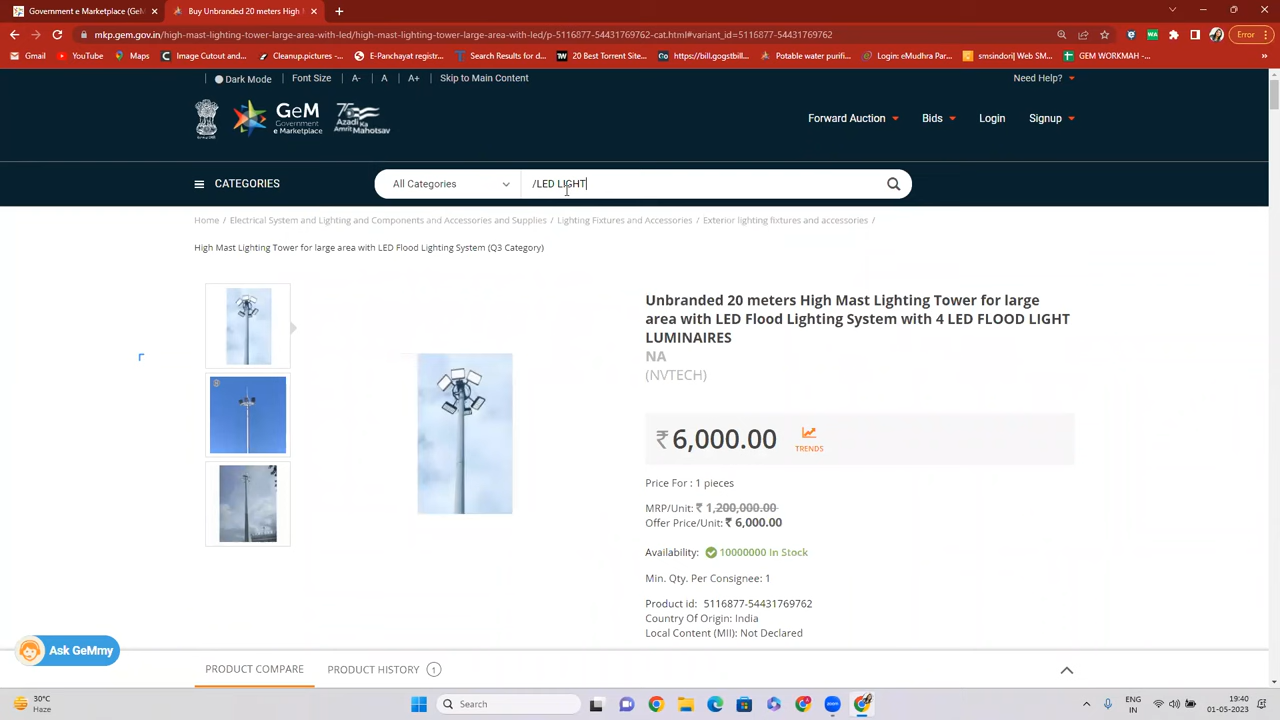 Government e Marketplace (GeM
Buy Unbranded 20 meters High M
mkp.gem.gov.in/high-mast-lighting-tower-large-area-with-led/high-mast-lighting-tower-large-area-with-led/p-5116877-54431769762-cat.html#variant_id=5116877-54431769762
Error
Gmail
YouTube
Maps
Image Cutout and...
Cleanup.pictures -...
E-Panchayat registr...
Search Results for d...
20 Best Torrent Site...
https://bill.gogstbill...
Potable water purifi...
Login: eMudhra Par...
smsindori) Web SM...
GEM WORKMAH -...
Dark Mode
Font Size
A-
A
A+
Skip to Main Content
Need Help?
GeM
Government
e Marketplace
75
Azadi Ka
Amrit Mahotsav
Forward Auction
Bids
Login
Signup
CATEGORIES
All Categories
/LED LIGHT
Home / Electrical System and Lighting and Components and Accessories and Supplies / Lighting Fixtures and Accessories / Exterior lighting fixtures and accessories /
High Mast Lighting Tower for large area with LED Flood Lighting System (Q3 Category)
Unbranded 20 meters High Mast Lighting Tower for large
area with LED Flood Lighting System with 4 LED FLOOD LIGHT
LUMINAIRES
NA
(NVTECH)
₹ 6,000.00
TRENDS
Price For : 1 pieces
MRP/Unit: ₹ 1,200,000.00
Offer Price/Unit: ₹ 6,000.00
Availability: 10000000 In Stock
Min. Qty. Per Consignee: 1
Product id: 5116877-54431769762
Country Of Origin: India
Local Content (MII): Not Declared
Ask GeMmy
PRODUCT COMPARE
PRODUCT HISTORY 1
30°C
Haze
Search
zoom
ENG
IN
19:40
01-05-2023